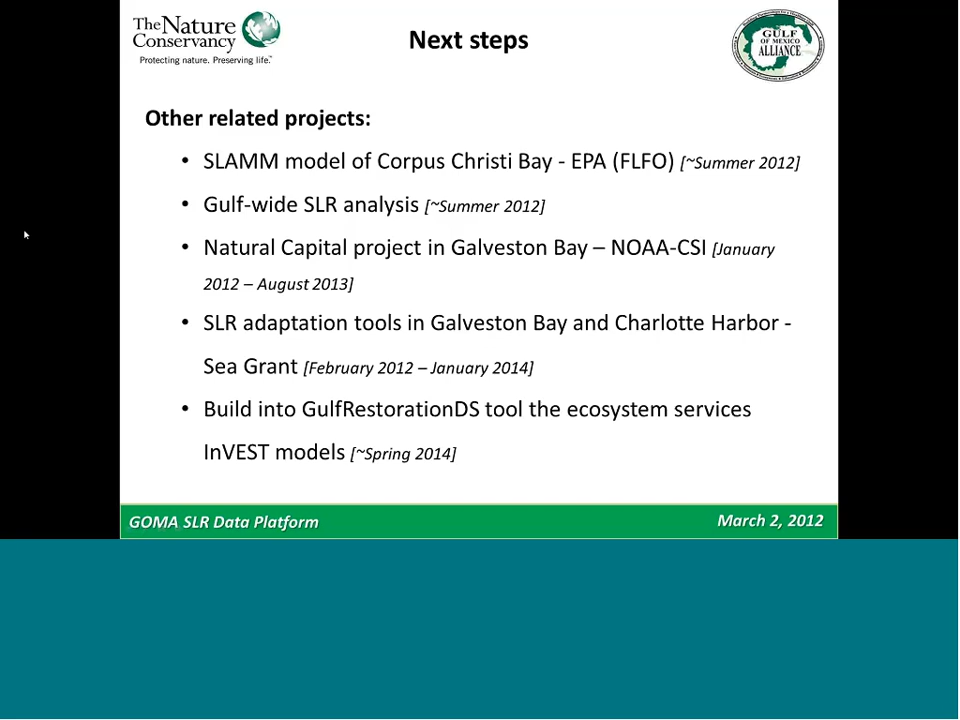 The Nature
Conservancy
Protecting nature. Preserving life.™
Next steps
GULF
OF MEXICO
ALLIANCE
Other related projects:
• SLAMM model of Corpus Christi Bay - EPA (FLFO) [~Summer 2012]
• Gulf-wide SLR analysis [~Summer 2012]
• Natural Capital project in Galveston Bay – NOAA-CSI [January
2012 – August 2013]
• SLR adaptation tools in Galveston Bay and Charlotte Harbor -
Sea Grant [February 2012 – January 2014]
• Build into GulfRestorationDS tool the ecosystem services
InVEST models [~Spring 2014]
GOMA SLR Data Platform
March 2, 2012